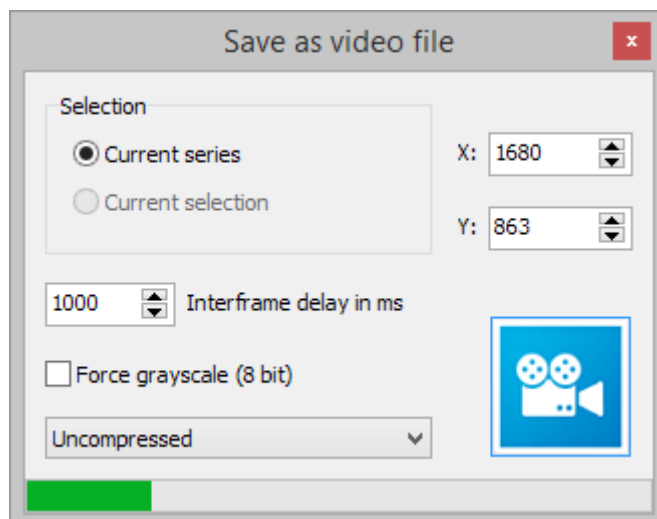 Save as video file
x
Selection
Current series
Current selection
X: 1680
Y: 863
1000 Interframe delay in ms
Force grayscale (8 bit)
Uncompressed